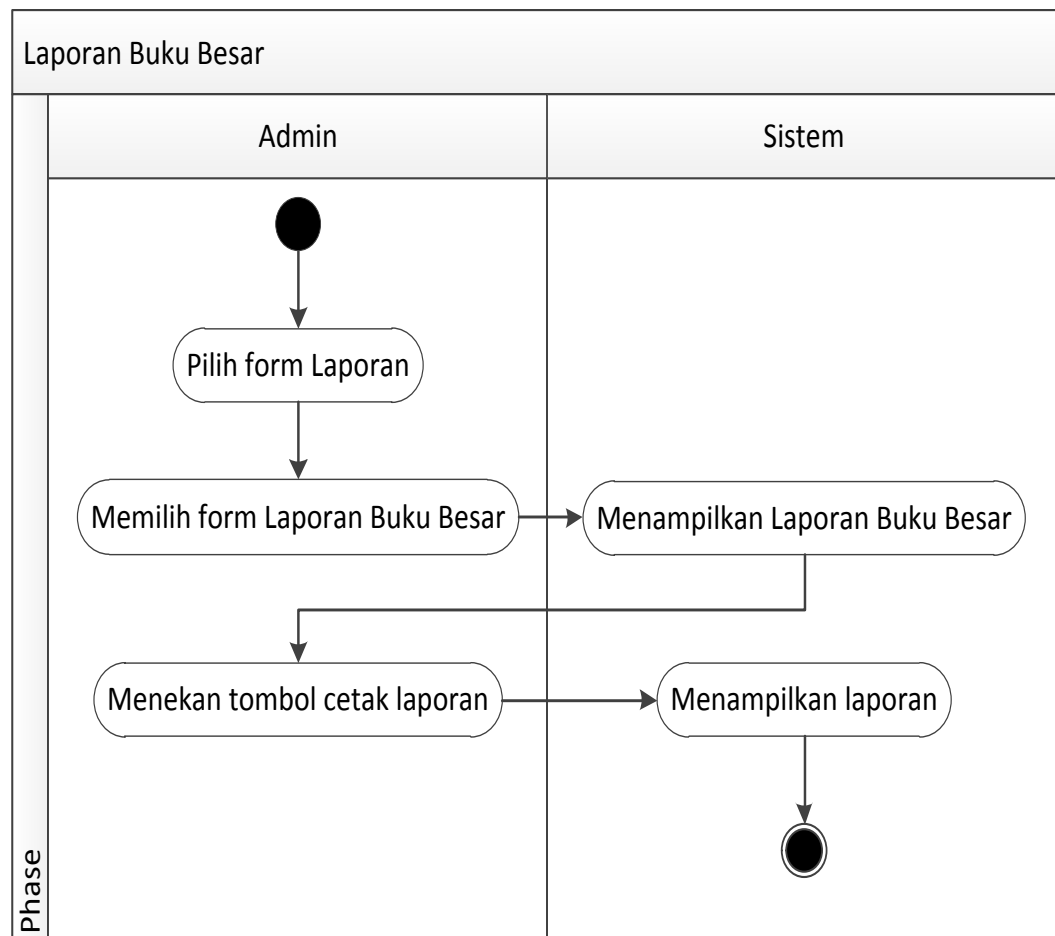 Laporan Buku Besar
Admin
Sistem
Pilih form Laporan
Memilih form Laporan Buku Besar
Menampilkan Laporan Buku Besar
Menekan tombol cetak laporan
Menampilkan laporan
Phase